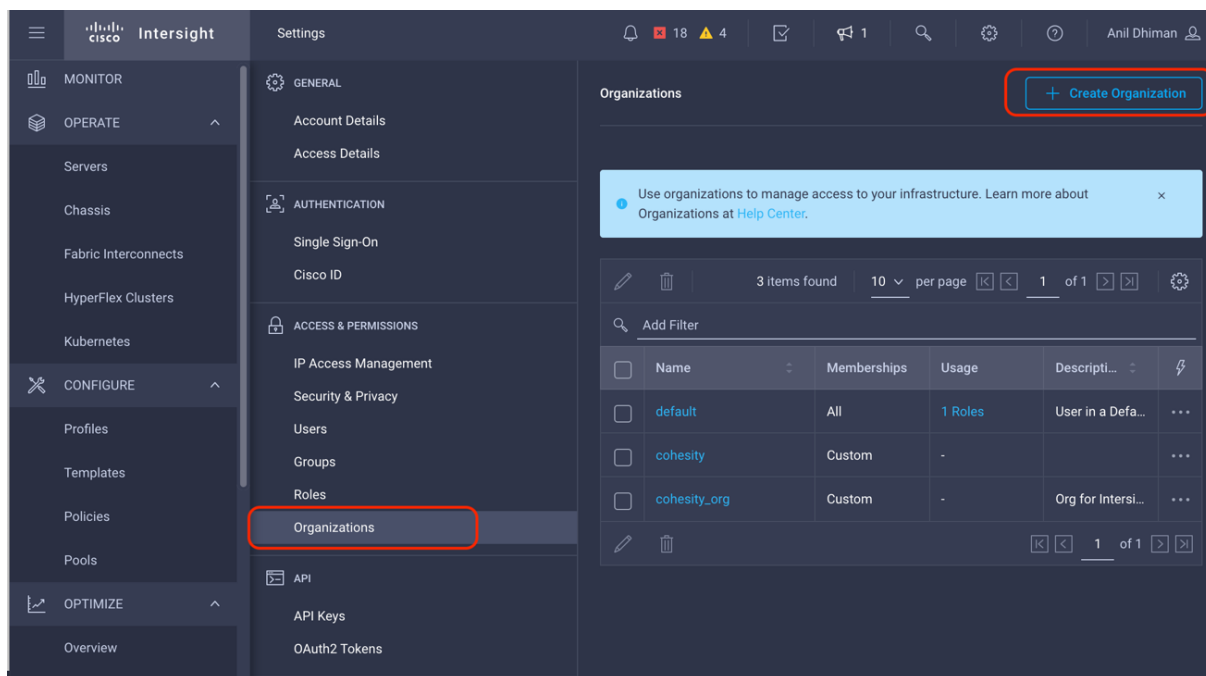 cisco Intersight
Settings
18 4
1
Anil Dhiman
MONITOR
OPERATE
Servers
Chassis
Fabric Interconnects
HyperFlex Clusters
Kubernetes
CONFIGURE
Profiles
Templates
Policies
Pools
OPTIMIZE
Overview
GENERAL
Account Details
Access Details
AUTHENTICATION
Single Sign-On
Cisco ID
ACCESS & PERMISSIONS
IP Access Management
Security & Privacy
Users
Groups
Roles
Organizations
API
API Keys
OAuth2 Tokens
Organizations
+ Create Organization
Use organizations to manage access to your infrastructure. Learn more about
Organizations at Help Center.
3 items found 10 per page 1 of 1
Add Filter
Name Memberships Usage Descripti...
default All 1 Roles User in a Defa... ...
cohesity Custom - ...
cohesity_org Custom - Org for Intersi... ...
1 of 1